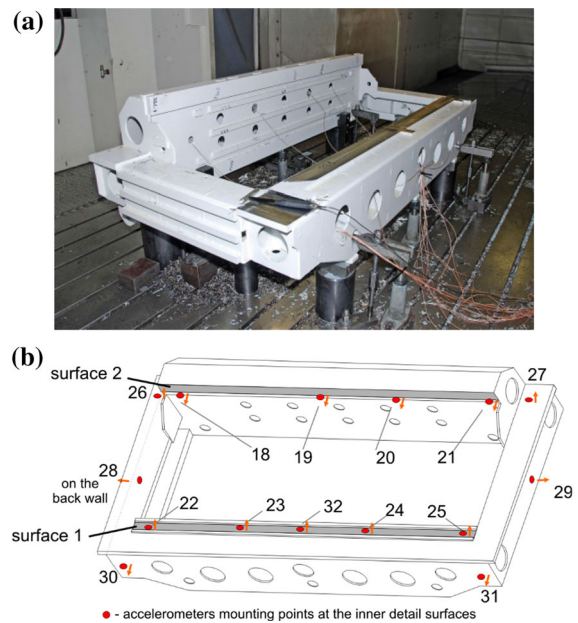 (a)
(b)
surface 2
26
27
18
19
20
21
28
on the
back wall
29
22
23
32
24
25
surface 1
30
31
- accelerometers mounting points at the inner detail surfaces